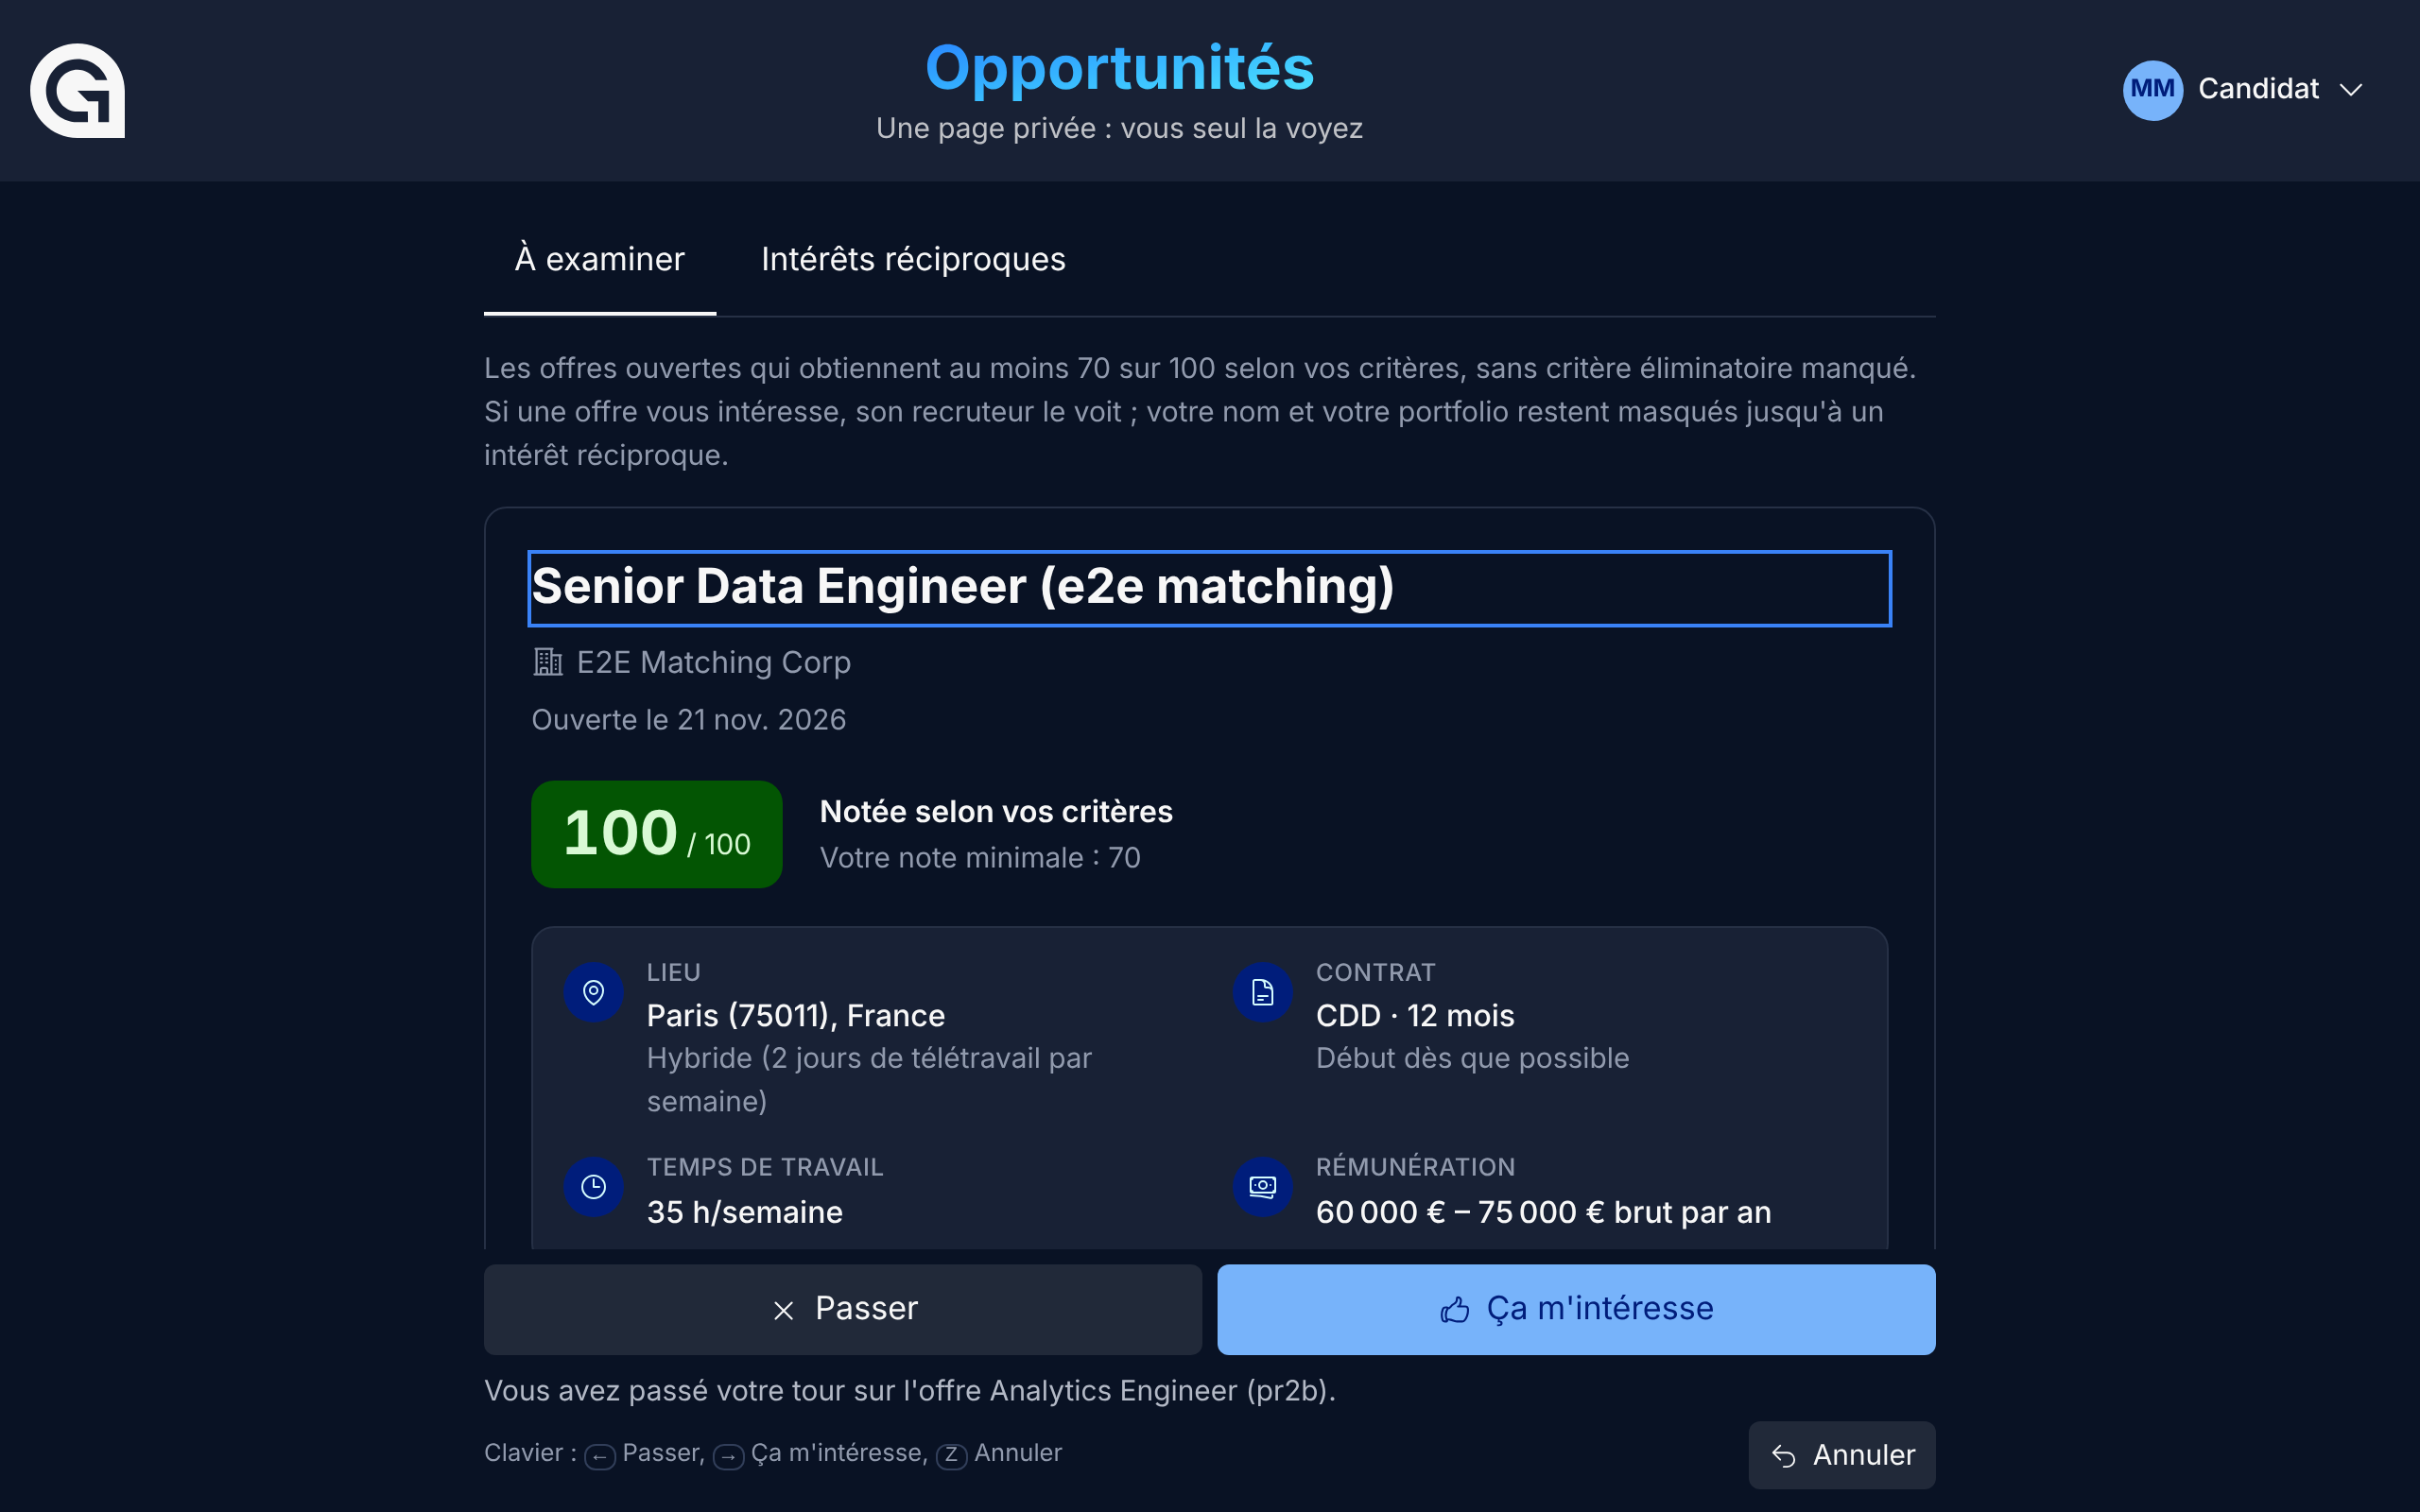 Opportunités
Une page privée : vous seul la voyez
MM Candidat
À examiner
Intérêts réciproques
Les offres ouvertes qui obtiennent au moins 70 sur 100 selon vos critères, sans critère éliminatoire manqué.
Si une offre vous intéresse, son recruteur le voit ; votre nom et votre portfolio restent masqués jusqu'à un
intérêt réciproque.
Senior Data Engineer (e2e matching)
E2E Matching Corp
Ouverte le 21 nov. 2026
100 / 100
Notée selon vos critères
Votre note minimale : 70
LIEU
Paris (75011), France
Hybride (2 jours de télétravail par
semaine)
CONTRAT
CDD · 12 mois
Début dès que possible
TEMPS DE TRAVAIL
35 h/semaine
RÉMUNÉRATION
60 000 € – 75 000 € brut par an
Passer
Ça m'intéresse
Vous avez passé votre tour sur l'offre Analytics Engineer (pr2b).
Clavier : ← Passer, → Ça m'intéresse, Z Annuler
Annuler